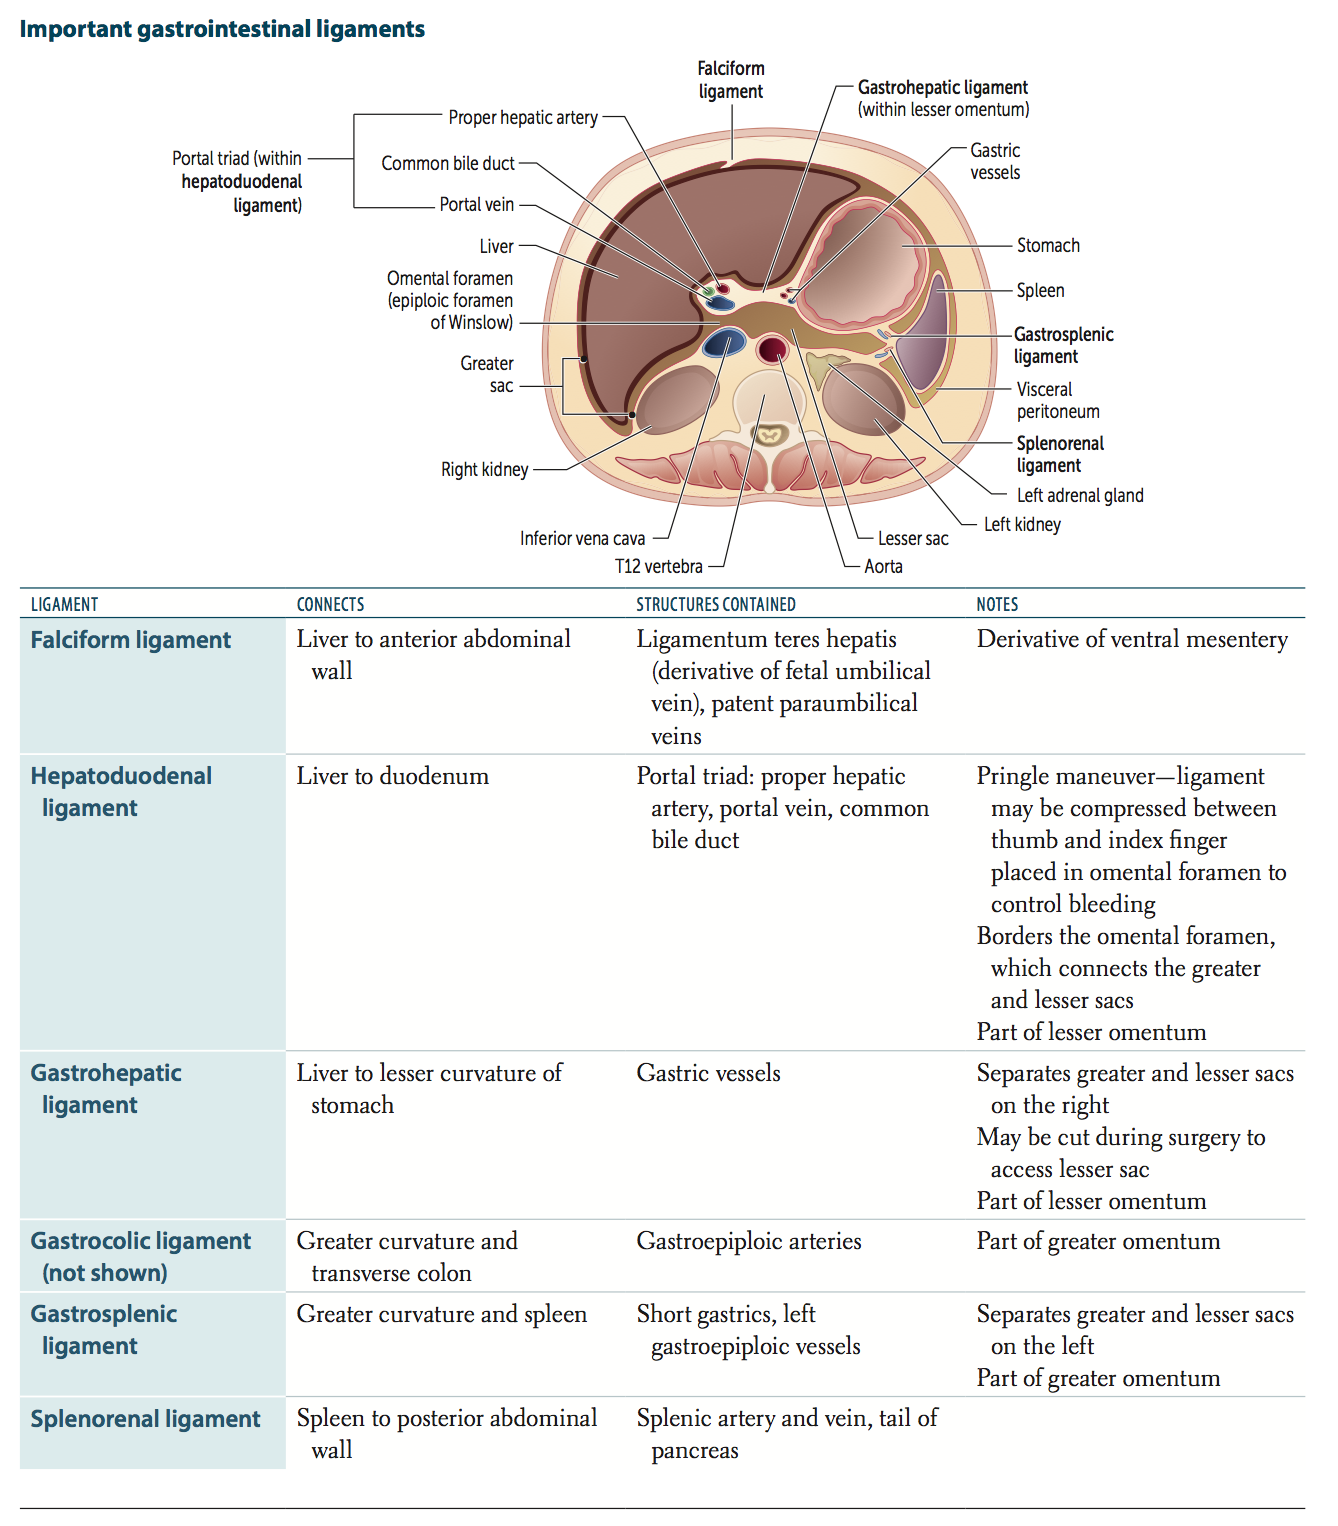 Important gastrointestinal ligaments
Falciform
ligament
Gastrohepatic ligament
(within lesser omentum)
Proper hepatic artery
Portal triad (within
hepatoduodenal
ligament)
Common bile duct
Gastric
vessels
Portal vein
Liver
Stomach
Omental foramen
(epiploic foramen
of Winslow)
Spleen
Gastrosplenic
ligament
Greater
sac
Visceral
peritoneum
Splenorenal
ligament
Right kidney
Left adrenal gland
Left kidney
Inferior vena cava
Lesser sac
T12 vertebra
Aorta
LIGAMENT CONNECTS STRUCTURES CONTAINED NOTES
Falciform ligament
Liver to anterior abdominal
wall
Ligamentum teres hepatis
(derivative of fetal umbilical
vein), patent paraumbilical
veins
Derivative of ventral mesentery
Hepatoduodenal
ligament
Liver to duodenum
Portal triad: proper hepatic
artery, portal vein, common
bile duct
Pringle maneuver—ligament
may be compressed between
thumb and index finger
placed in omental foramen to
control bleeding
Borders the omental foramen,
which connects the greater
and lesser sacs
Part of lesser omentum
Gastrohepatic
ligament
Liver to lesser curvature of
stomach
Gastric vessels
Separates greater and lesser sacs
on the right
May be cut during surgery to
access lesser sac
Part of lesser omentum
Gastrocolic ligament
(not shown)
Greater curvature and
transverse colon
Gastroepiploic arteries
Part of greater omentum
Gastrosplenic
ligament
Greater curvature and spleen
Short gastrics, left
gastroepiploic vessels
Separates greater and lesser sacs
on the left
Part of greater omentum
Splenorenal ligament
Spleen to posterior abdominal
wall
Splenic artery and vein, tail of
pancreas